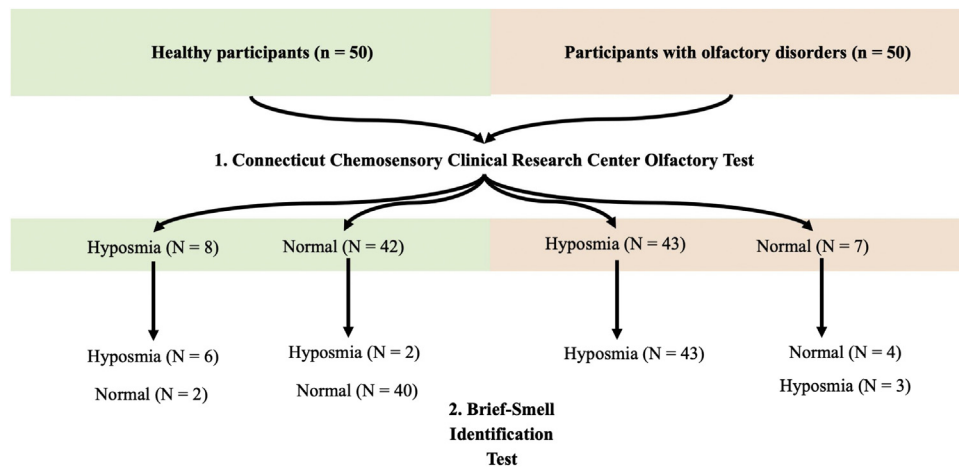 Healthy participants (n = 50)
Participants with olfactory disorders (n = 50)
1. Connecticut Chemosensory Clinical Research Center Olfactory Test
Hyposmia (N = 8)
Normal (N = 42)
Hyposmia (N = 43)
Normal (N = 7)
Hyposmia (N = 6)
Normal (N = 2)
Hyposmia (N = 2)
Normal (N = 40)
Hyposmia (N = 43)
Normal (N = 4)
Hyposmia (N = 3)
2. Brief-Smell
Identification
Test